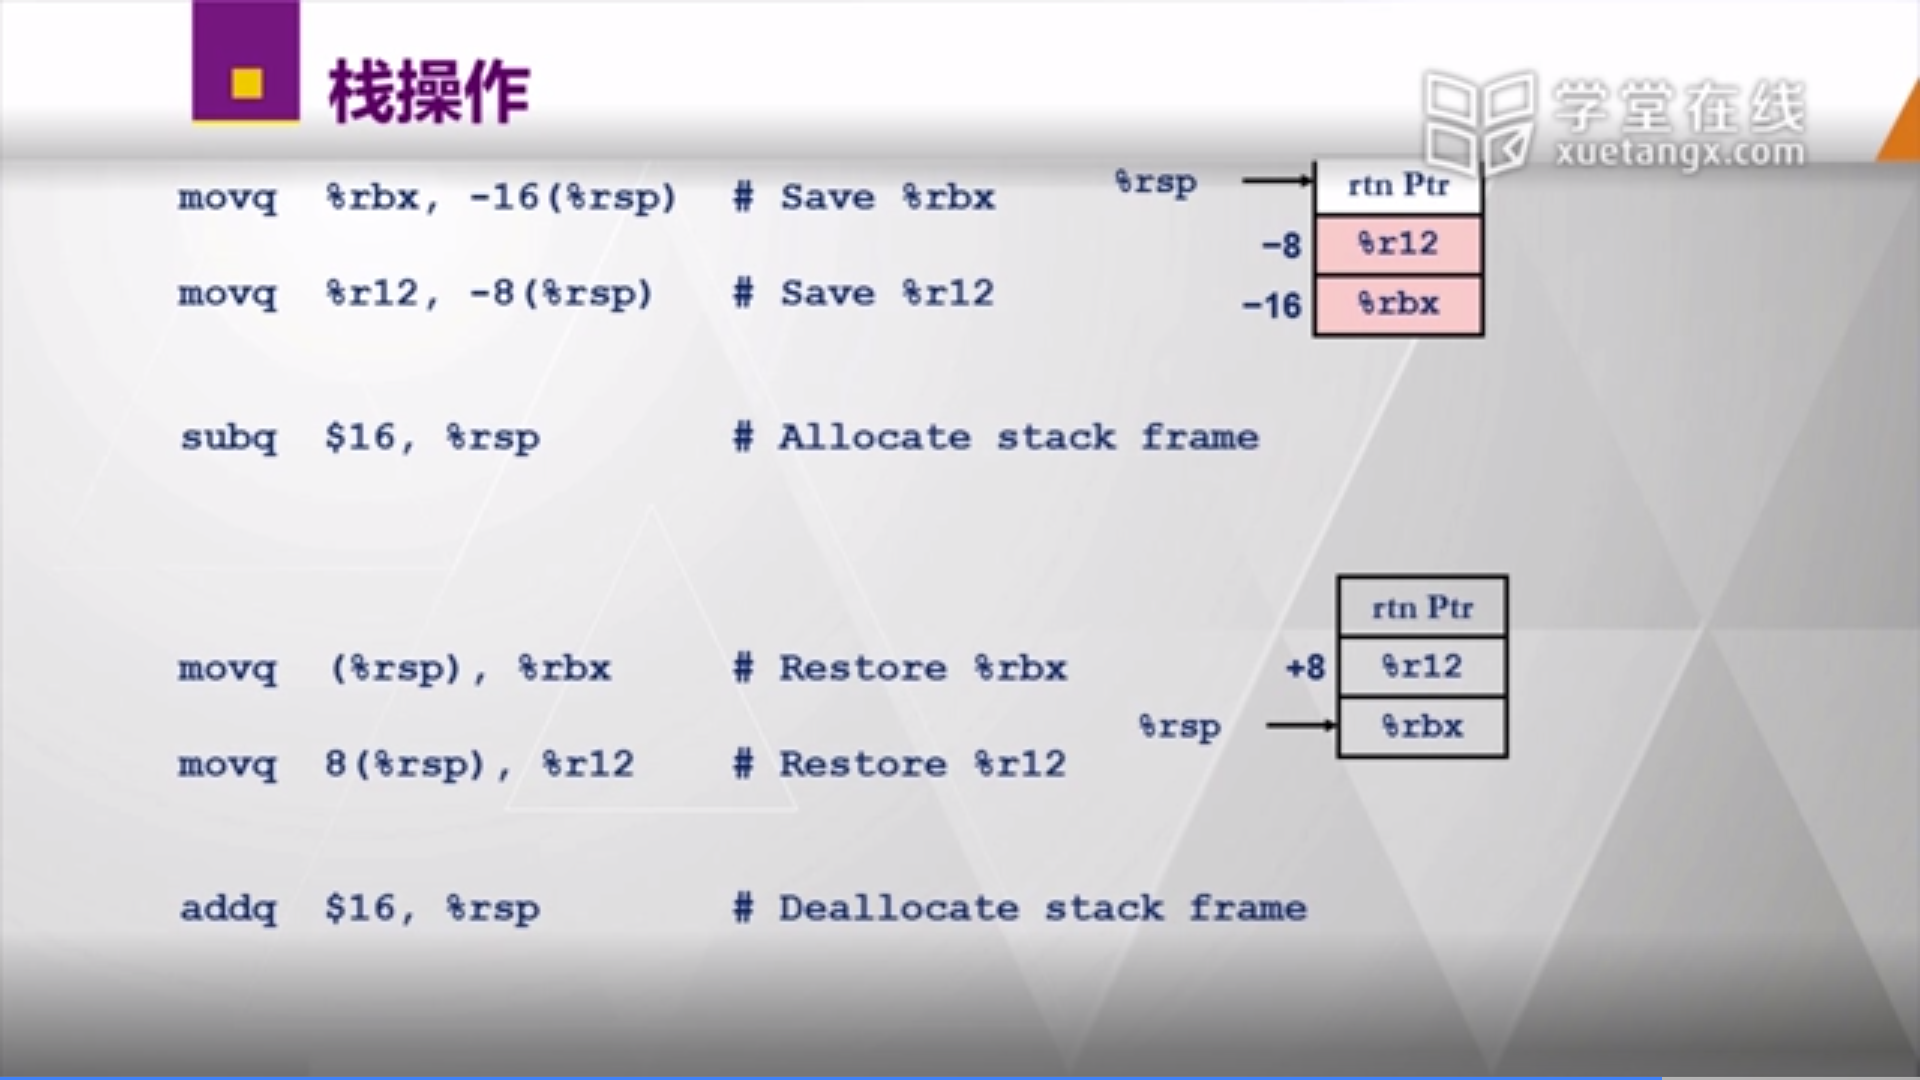 栈操作
学堂在线
xuetangx.com
movq %rbx, -16(%rsp) # Save %rbx
%rsp
rtn Ptr
-8 %r12
movq %r12, -8(%rsp) # Save %r12
-16 %rbx
subq $16, %rsp # Allocate stack frame
rtn Ptr
movq (%rsp), %rbx # Restore %rbx
+8 %r12
%rsp %rbx
movq 8(%rsp), %r12 # Restore %r12
addq $16, %rsp # Deallocate stack frame